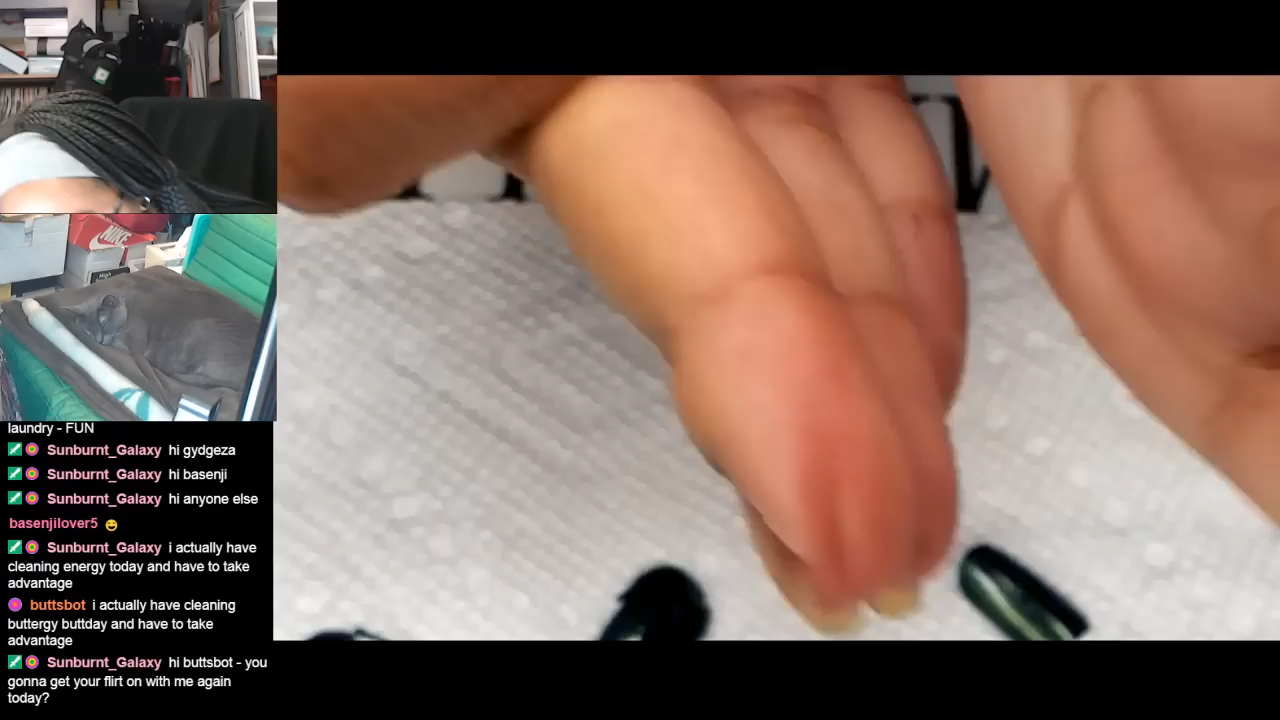 NIKE
High
laundry - FUN
Sunburnt_Galaxy hi gydgeza
Sunburnt_Galaxy hi basenji
Sunburnt_Galaxy hi anyone else
basenjilover5
Sunburnt_Galaxy i actually have
cleaning energy today and have to take
advantage
buttsbot i actually have cleaning
buttergy buttday and have to take
advantage
Sunburnt_Galaxy hi buttsbot - you
gonna get your flirt on with me again
today?